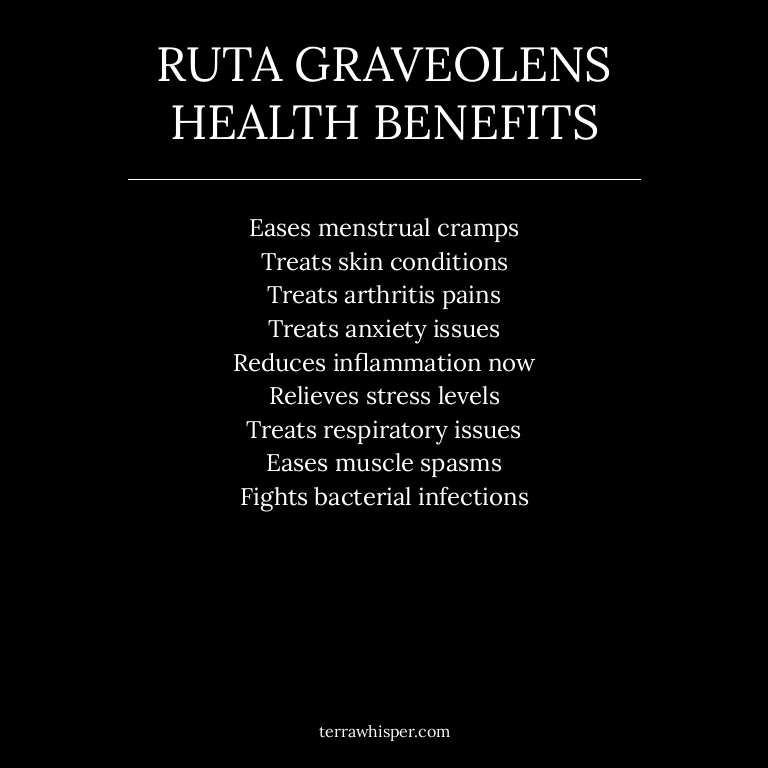 RUTA GRAVEOLENS
HEALTH BENEFITS
Eases menstrual cramps
Treats skin conditions
Treats arthritis pains
Treats anxiety issues
Reduces inflammation now
Relieves stress levels
Treats respiratory issues
Eases muscle spasms
Fights bacterial infections
terrawhisper.com